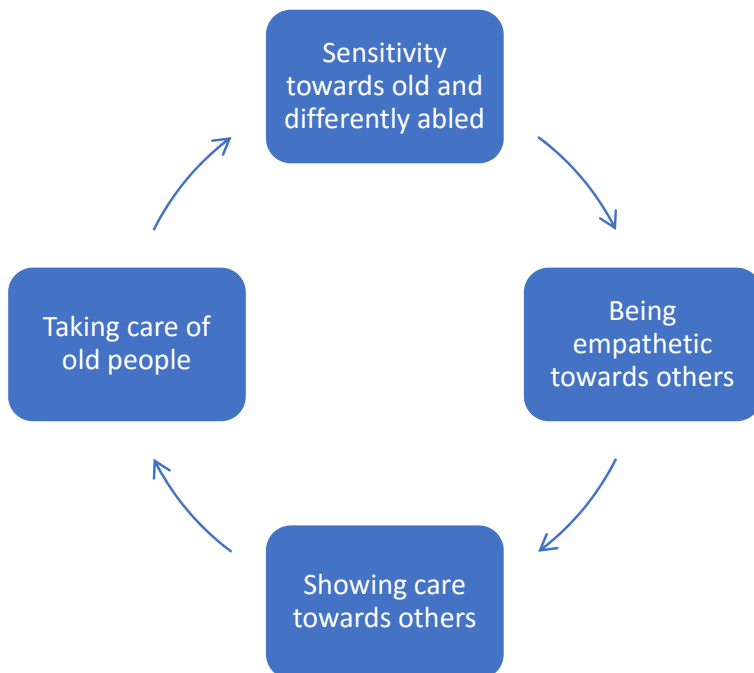 Sensitivity
towards old and
differently abled
Being
empathetic
towards others
Showing care
towards others
Taking care of
old people